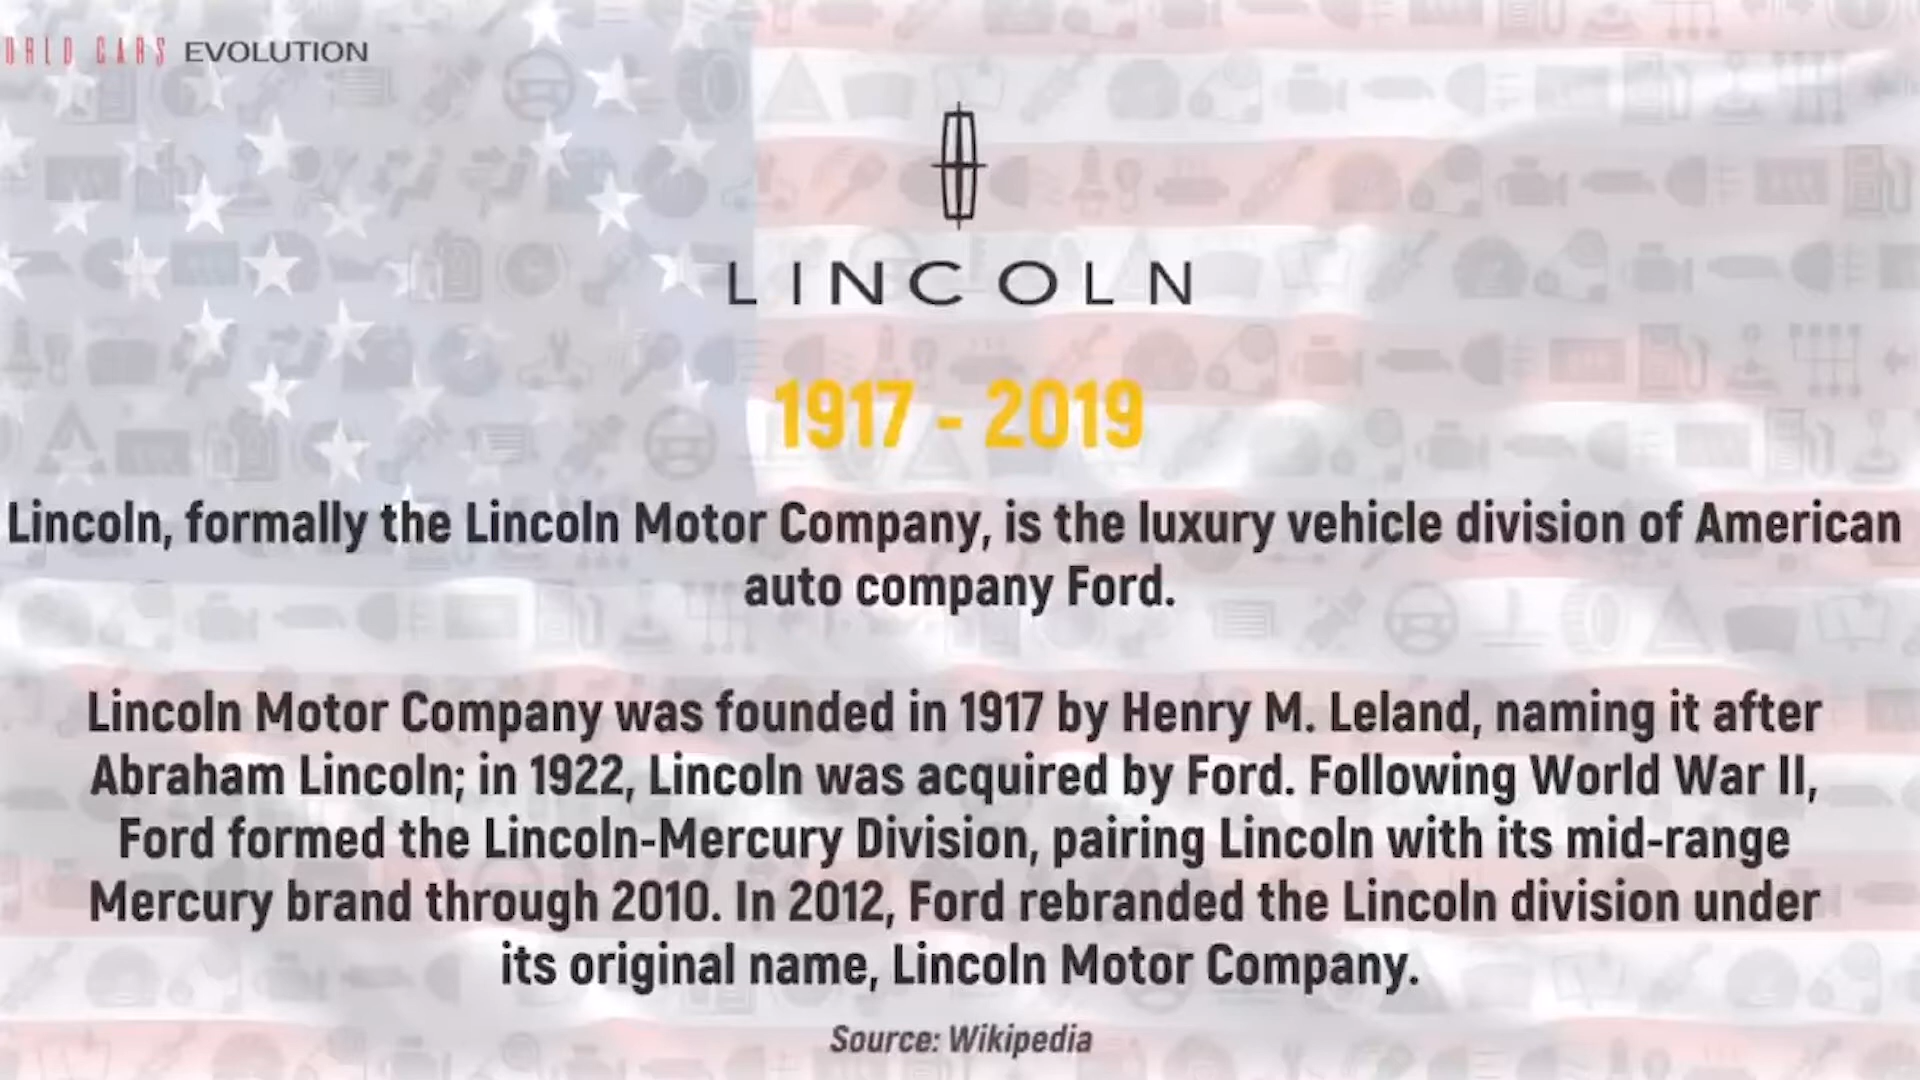 EVOLUTION
LINCOLN
1917 - 2019
Lincoln, formally the Lincoln Motor Company, is the luxury vehicle division of American
auto company Ford.
Lincoln Motor Company was founded in 1917 by Henry M. Leland, naming it after
Abraham Lincoln; in 1922, Lincoln was acquired by Ford. Following World War II,
Ford formed the Lincoln-Mercury Division, pairing Lincoln with its mid-range
Mercury brand through 2010. In 2012, Ford rebranded the Lincoln division under
its original name, Lincoln Motor Company.
Source: Wikipedia